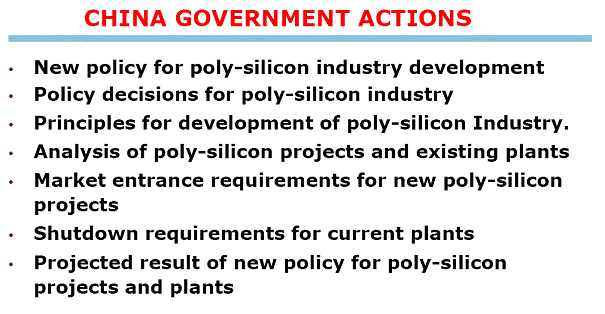 CHINA GOVERNMENT ACTIONS
• New policy for poly-silicon industry development
• Policy decisions for poly-silicon industry
• Principles for development of poly-silicon Industry.
• Analysis of poly-silicon projects and existing plants
• Market entrance requirements for new poly-silicon
projects
• Shutdown requirements for current plants
• Projected result of new policy for poly-silicon
projects and plants